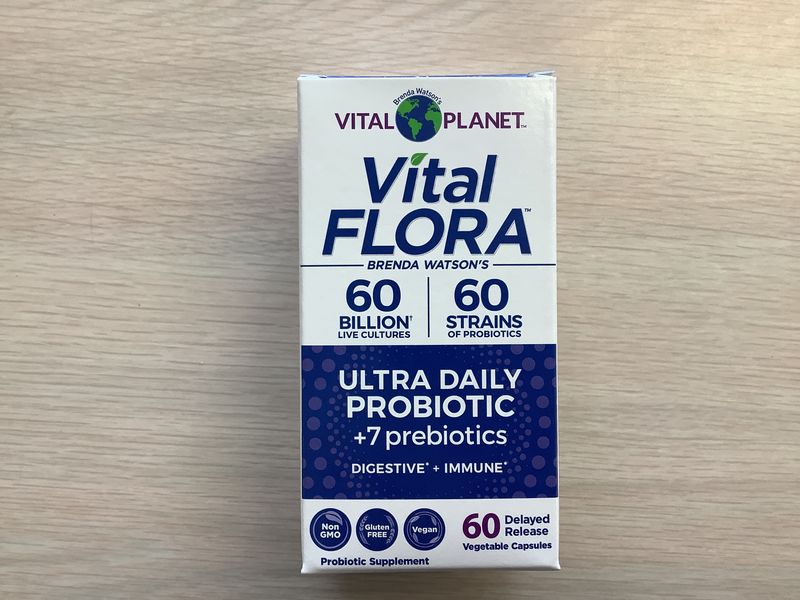 Brenda Watson's
VITAL PLANET™
Vital
FLORA™
BRENDA WATSON'S
60 BILLION† LIVE CULTURES
60 STRAINS OF PROBIOTICS
ULTRA DAILY
PROBIOTIC
+7 prebiotics
DIGESTIVE* + IMMUNE*
Non GMO
Gluten FREE
Vegan
60 Delayed Release
Vegetable Capsules
Probiotic Supplement